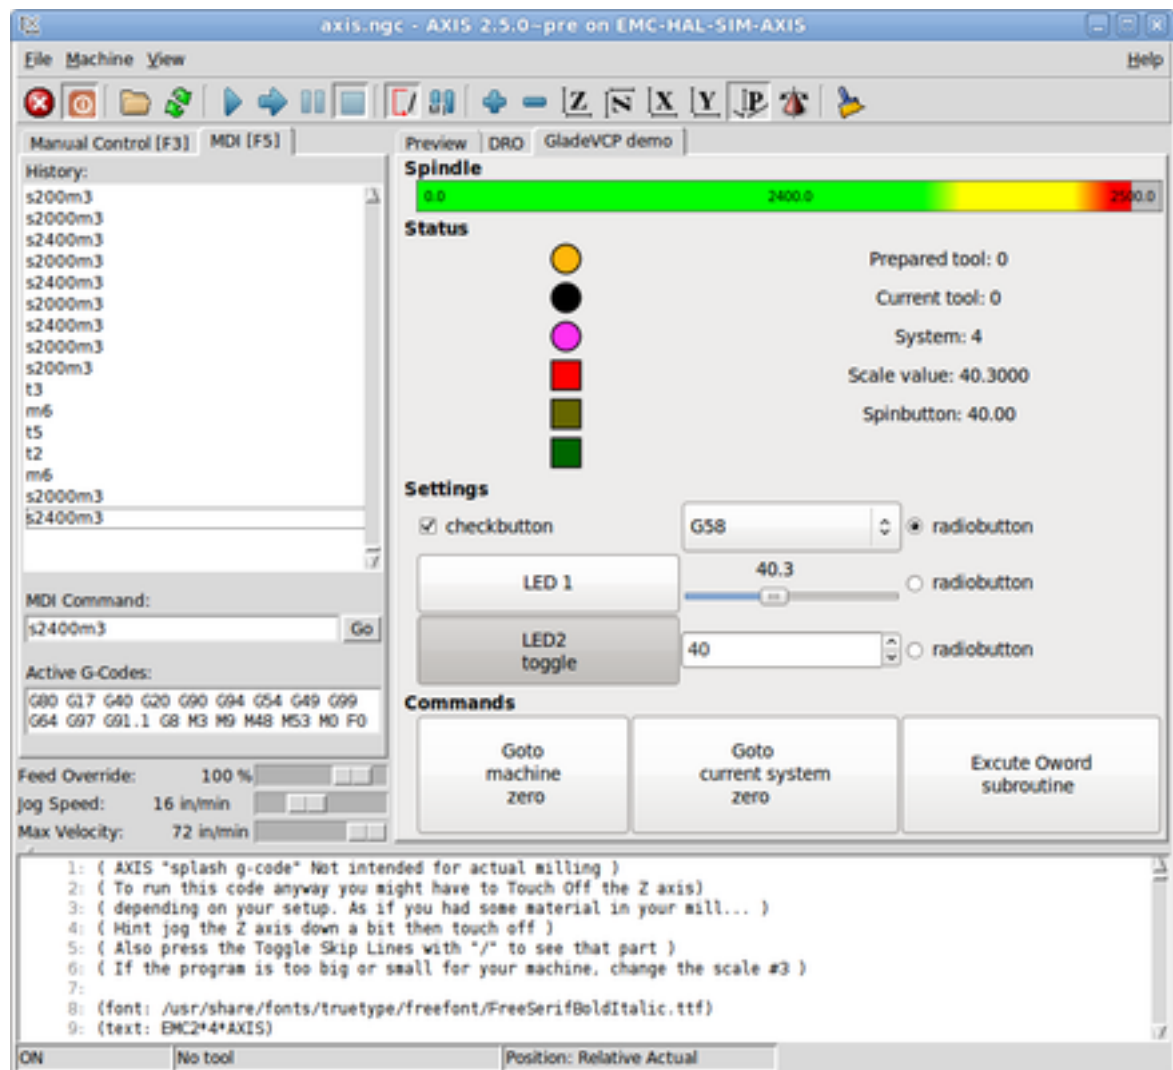 axis.ngc - AXIS 2.5.0~pre on EMC-HAL-SIM-AXIS
File Machine View Help
Z N X Y P
Manual Control [F3] MDI [F5]
Preview DRO GladeVCP demo
History:
s200m3
s2000m3
s2400m3
s2000m3
s2400m3
s2000m3
s2400m3
s2000m3
s200m3
t3
m6
t5
t2
m6
s2000m3
s2400m3
MDI Command:
s2400m3 Go
Active G-Codes:
G80 G17 G40 G20 G90 G94 G54 G49 G99
G64 G97 G91.1 G8 M3 M9 M48 M53 M0 F0
Feed Override: 100 %
Jog Speed: 16 in/min
Max Velocity: 72 in/min
Spindle
0.0 2400.0 2500.0
Status
Prepared tool: 0
Current tool: 0
System: 4
Scale value: 40.3000
Spinbutton: 40.00
Settings
checkbutton G58 radiobutton
LED 1 40.3 radiobutton
LED2
toggle
40 radiobutton
Commands
Goto
machine
zero
Goto
current system
zero
Excute Oword
subroutine
1: ( AXIS "splash g-code" Not intended for actual milling )
2: ( To run this code anyway you might have to Touch Off the Z axis)
3: ( depending on your setup. As if you had some material in your mill... )
4: ( Hint jog the Z axis down a bit then touch off )
5: ( Also press the Toggle Skip Lines with "/" to see that part )
6: ( If the program is too big or small for your machine, change the scale #3 )
7:
8: (font: /usr/share/fonts/truetype/freefont/FreeSerifBoldItalic.ttf)
9: (text: EMC2*4*AXIS)
ON No tool Position: Relative Actual